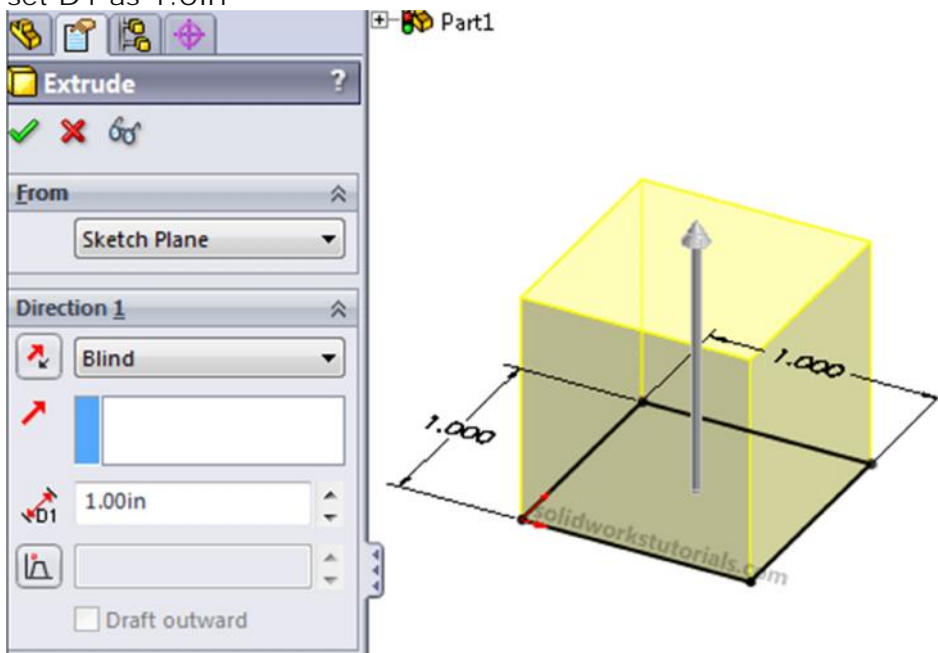 set D1 as 1.0in
Part1
Extrude ?
From
Sketch Plane
Direction 1
Blind
D1 1.00in
Draft outward
1.000
1.000
solidworkstutorials.com